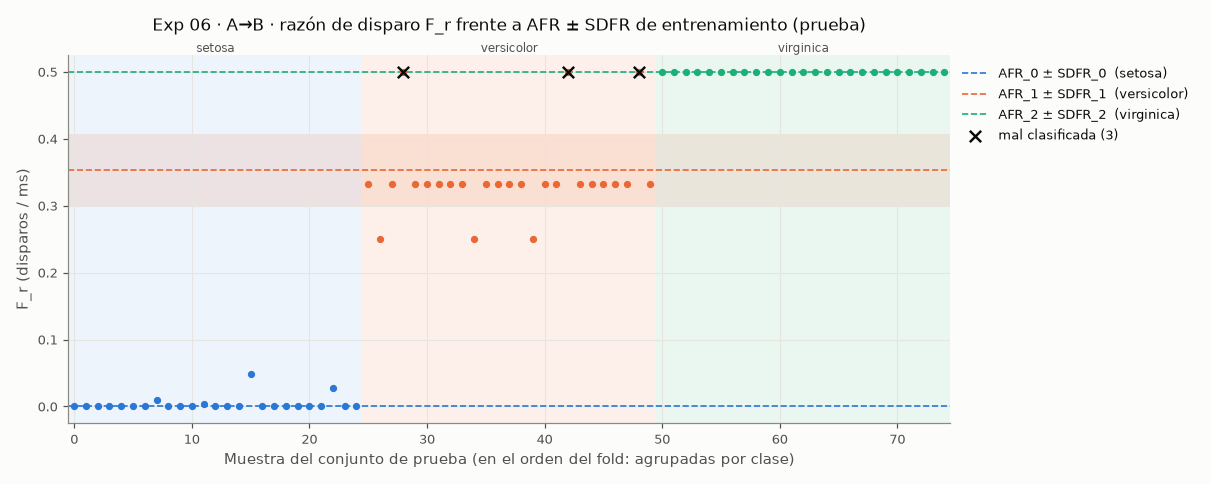 Exp 06 · A→B · razón de disparo F_r frente a AFR ± SDFR de entrenamiento (prueba)
setosa
versicolor
virginica
F_r (disparos / ms)
0.5
0.4
0.3
0.2
0.1
0.0
0
10
20
30
40
50
60
70
Muestra del conjunto de prueba (en el orden del fold: agrupadas por clase)
AFR_0 ± SDFR_0 (setosa)
AFR_1 ± SDFR_1 (versicolor)
AFR_2 ± SDFR_2 (virginica)
mal clasificada (3)